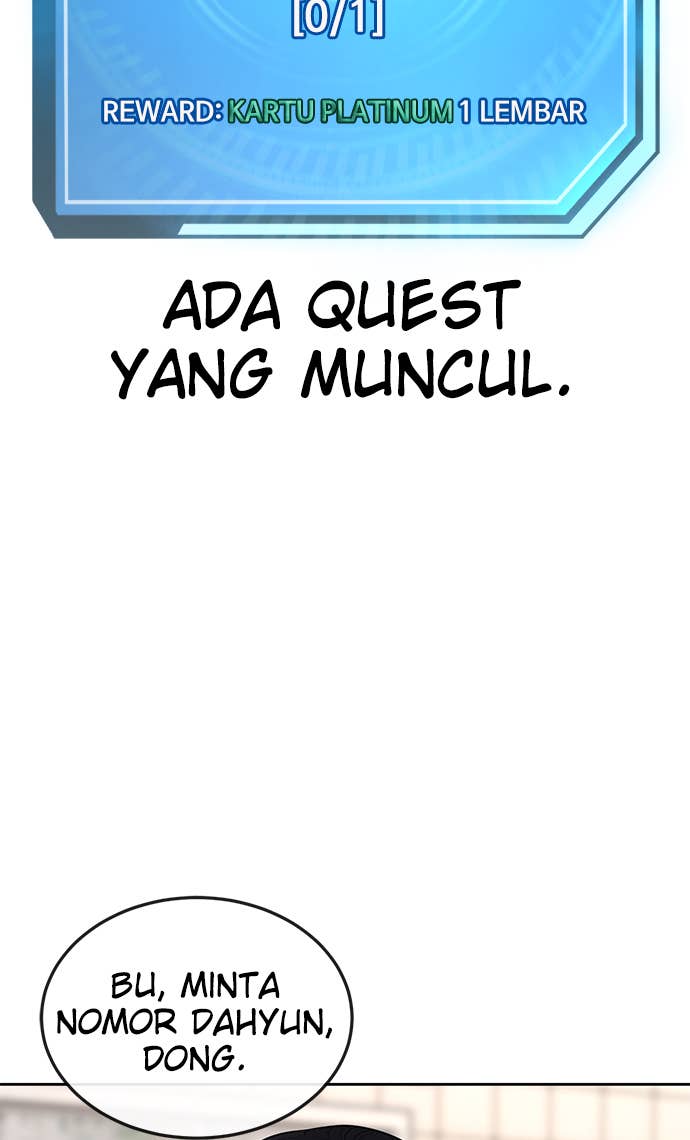 [0/1]
REWARD: KARTU PLATINUM 1 LEMBAR
ADA QUEST
YANG MUNCUL.
BU, MINTA
NOMOR DAHYUN,
DONG.